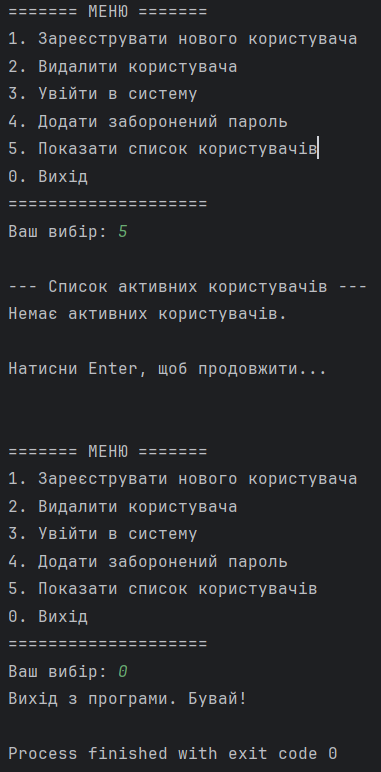 ======= МЕНЮ =======
1. Зареєструвати нового користувача
2. Видалити користувача
3. Увійти в систему
4. Додати заборонений пароль
5. Показати список користувачів
0. Вихід
====================
Ваш вибір: 5
--- Список активних користувачів ---
Немає активних користувачів.
Натисни Enter, щоб продовжити...
======= МЕНЮ =======
1. Зареєструвати нового користувача
2. Видалити користувача
3. Увійти в систему
4. Додати заборонений пароль
5. Показати список користувачів
0. Вихід
====================
Ваш вибір: 0
Вихід з програми. Бувай!
Process finished with exit code 0